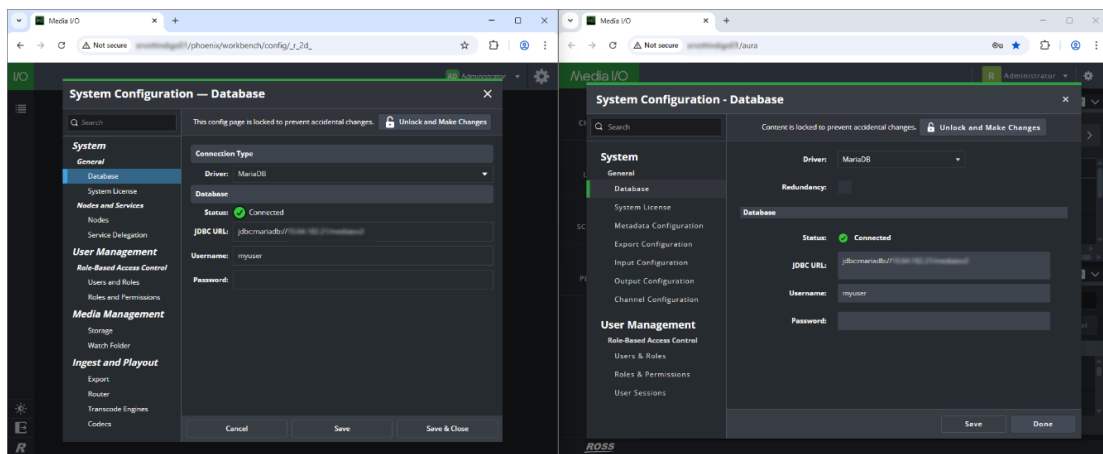 Media I/O
Not secure
/phoenix/workbench/config/_r_2d_
I/O
AD Administrator
System Configuration — Database
Search
This config page is locked to prevent accidental changes.
Unlock and Make Changes
System
General
Database
System License
Nodes and Services
Nodes
Service Delegation
User Management
Role-Based Access Control
Users and Roles
Roles and Permissions
Media Management
Storage
Watch Folder
Ingest and Playout
Export
Router
Transcode Engines
Codecs
Connection Type
Driver: MariaDB
Database
Status: Connected
JDBC URL: jdbc:mariadb://
Username: myuser
Password:
Cancel
Save
Save & Close
R
Media I/O
Not secure
/aura
Media I/O
R Administrator
System Configuration - Database
Search
Content is locked to prevent accidental changes.
Unlock and Make Changes
System
General
Database
System License
Metadata Configuration
Export Configuration
Input Configuration
Output Configuration
Channel Configuration
User Management
Role-Based Access Control
Users & Roles
Roles & Permissions
User Sessions
Driver: MariaDB
Redundancy:
Database
Status: Connected
JDBC URL: jdbc:mariadb://
Username: myuser
Password:
Save
Done
ROSS